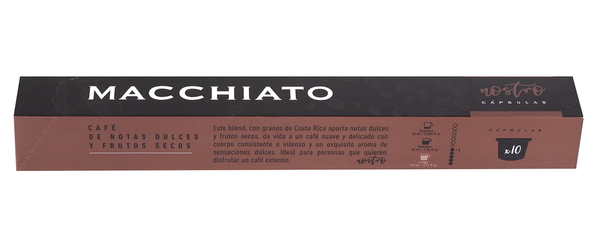 MACCHIATO
nostro
CÁPSULAS
CAFÉ
DE NOTAS DULCES
Y FRUTOS SECOS
Este blend, con granos de Costa Rica aporta notas dulces
y frutos secos, da vida a un café suave y delicado con
cuerpo consistente e intenso y un exquisito aroma de
sensaciones dulces. Ideal para personas que quieren
disfrutar un café extenso.
nostro
CÁPSULAS
x10